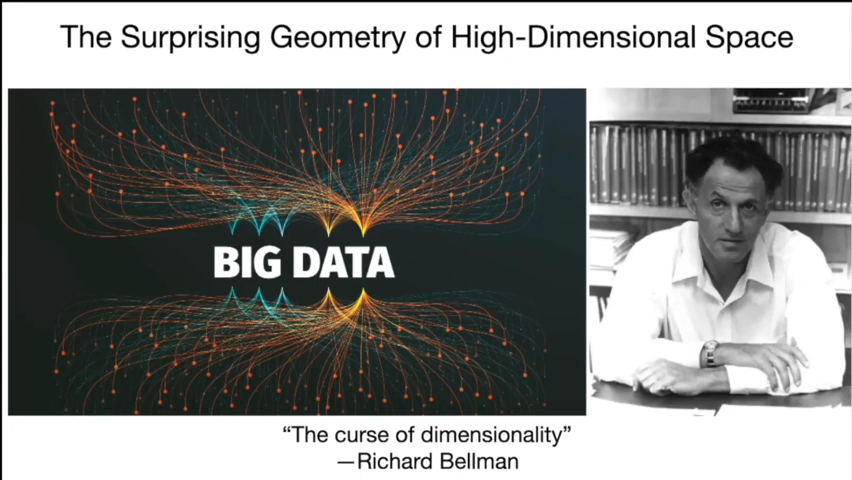 The Surprising Geometry of High-Dimensional Space
BIG DATA
“The curse of dimensionality”
—Richard Bellman